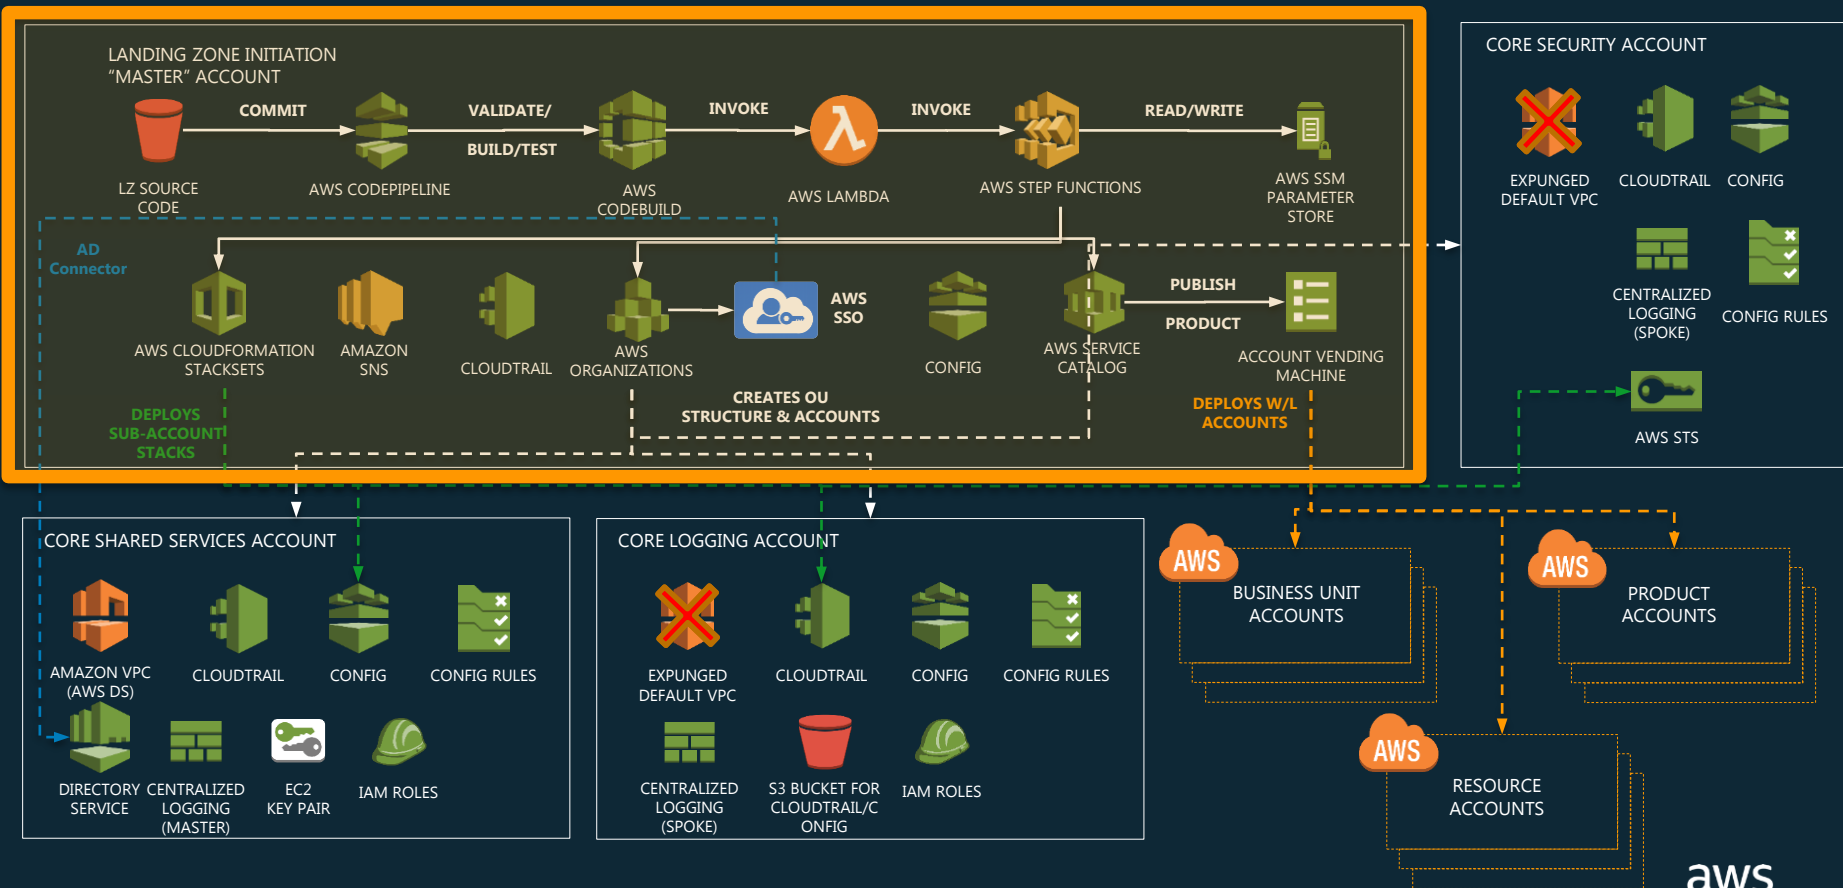 LANDING ZONE INITIATION
“MASTER” ACCOUNT
COMMIT
VALIDATE/
BUILD/TEST
INVOKE
INVOKE
READ/WRITE
LZ SOURCE
CODE
AWS CODEPIPELINE
AWS
CODEBUILD
AWS LAMBDA
AWS STEP FUNCTIONS
AWS SSM
PARAMETER
STORE
AD
Connector
AWS
SSO
PUBLISH
PRODUCT
AWS CLOUDFORMATION
STACKSETS
AMAZON
SNS
CLOUDTRAIL
AWS
ORGANIZATIONS
CONFIG
AWS SERVICE
CATALOG
ACCOUNT VENDING
MACHINE
DEPLOYS
SUB-ACCOUNT
STACKS
CREATES OU
STRUCTURE & ACCOUNTS
DEPLOYS W/L
ACCOUNTS
CORE SECURITY ACCOUNT
EXPUNGED
DEFAULT VPC
CLOUDTRAIL
CONFIG
CENTRALIZED
LOGGING
(SPOKE)
CONFIG RULES
AWS STS
CORE SHARED SERVICES ACCOUNT
AMAZON VPC
(AWS DS)
CLOUDTRAIL
CONFIG
CONFIG RULES
DIRECTORY
SERVICE
CENTRALIZED
LOGGING
(MASTER)
EC2
KEY PAIR
IAM ROLES
CORE LOGGING ACCOUNT
EXPUNGED
DEFAULT VPC
CLOUDTRAIL
CONFIG
CONFIG RULES
CENTRALIZED
LOGGING
(SPOKE)
S3 BUCKET FOR
CLOUDTRAIL/C
ONFIG
IAM ROLES
AWS
BUSINESS UNIT
ACCOUNTS
AWS
PRODUCT
ACCOUNTS
AWS
RESOURCE
ACCOUNTS
aws